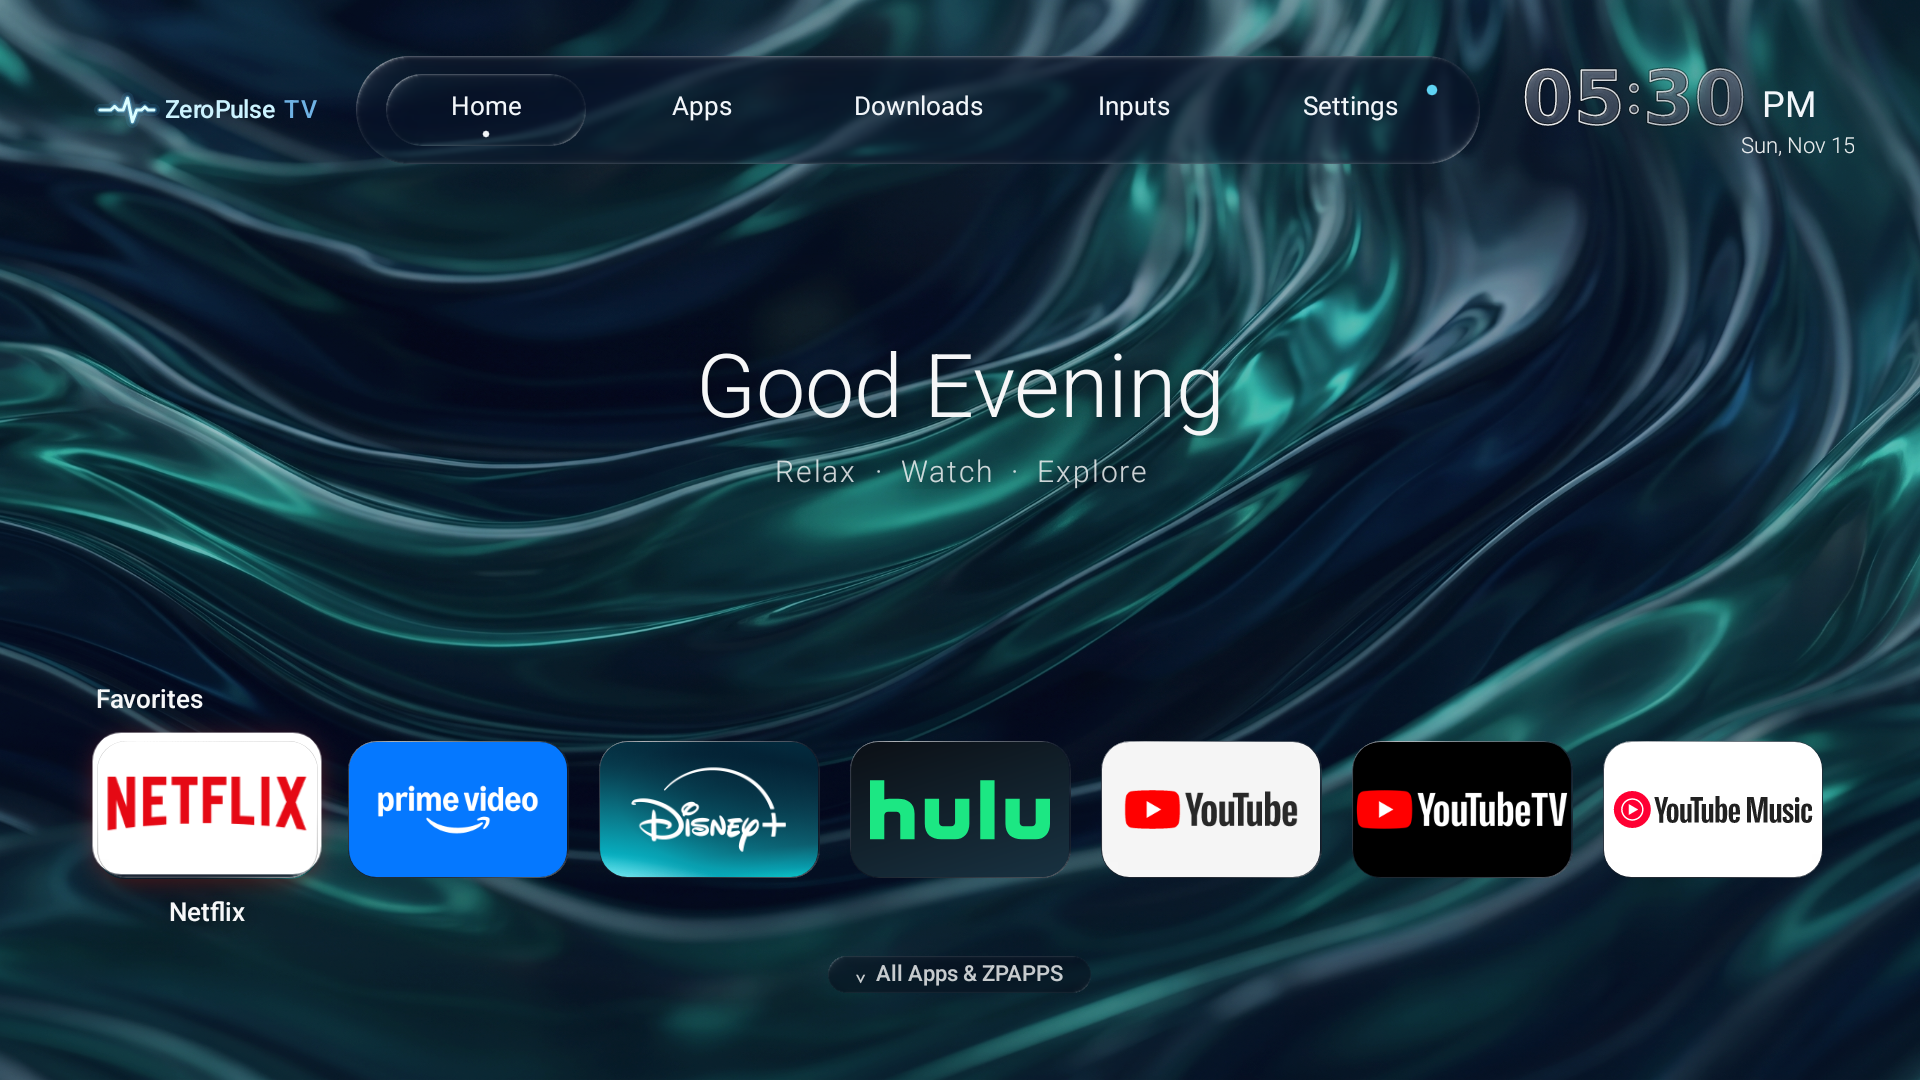 ZeroPulse TV
Home
Apps
Downloads
Inputs
Settings
05:30 PM
Sun, Nov 15
Good Evening
Relax · Watch · Explore
Favorites
NETFLIX
prime video
Disney+
hulu
YouTube
YouTubeTV
YouTube Music
Netflix
All Apps & ZPAPPS